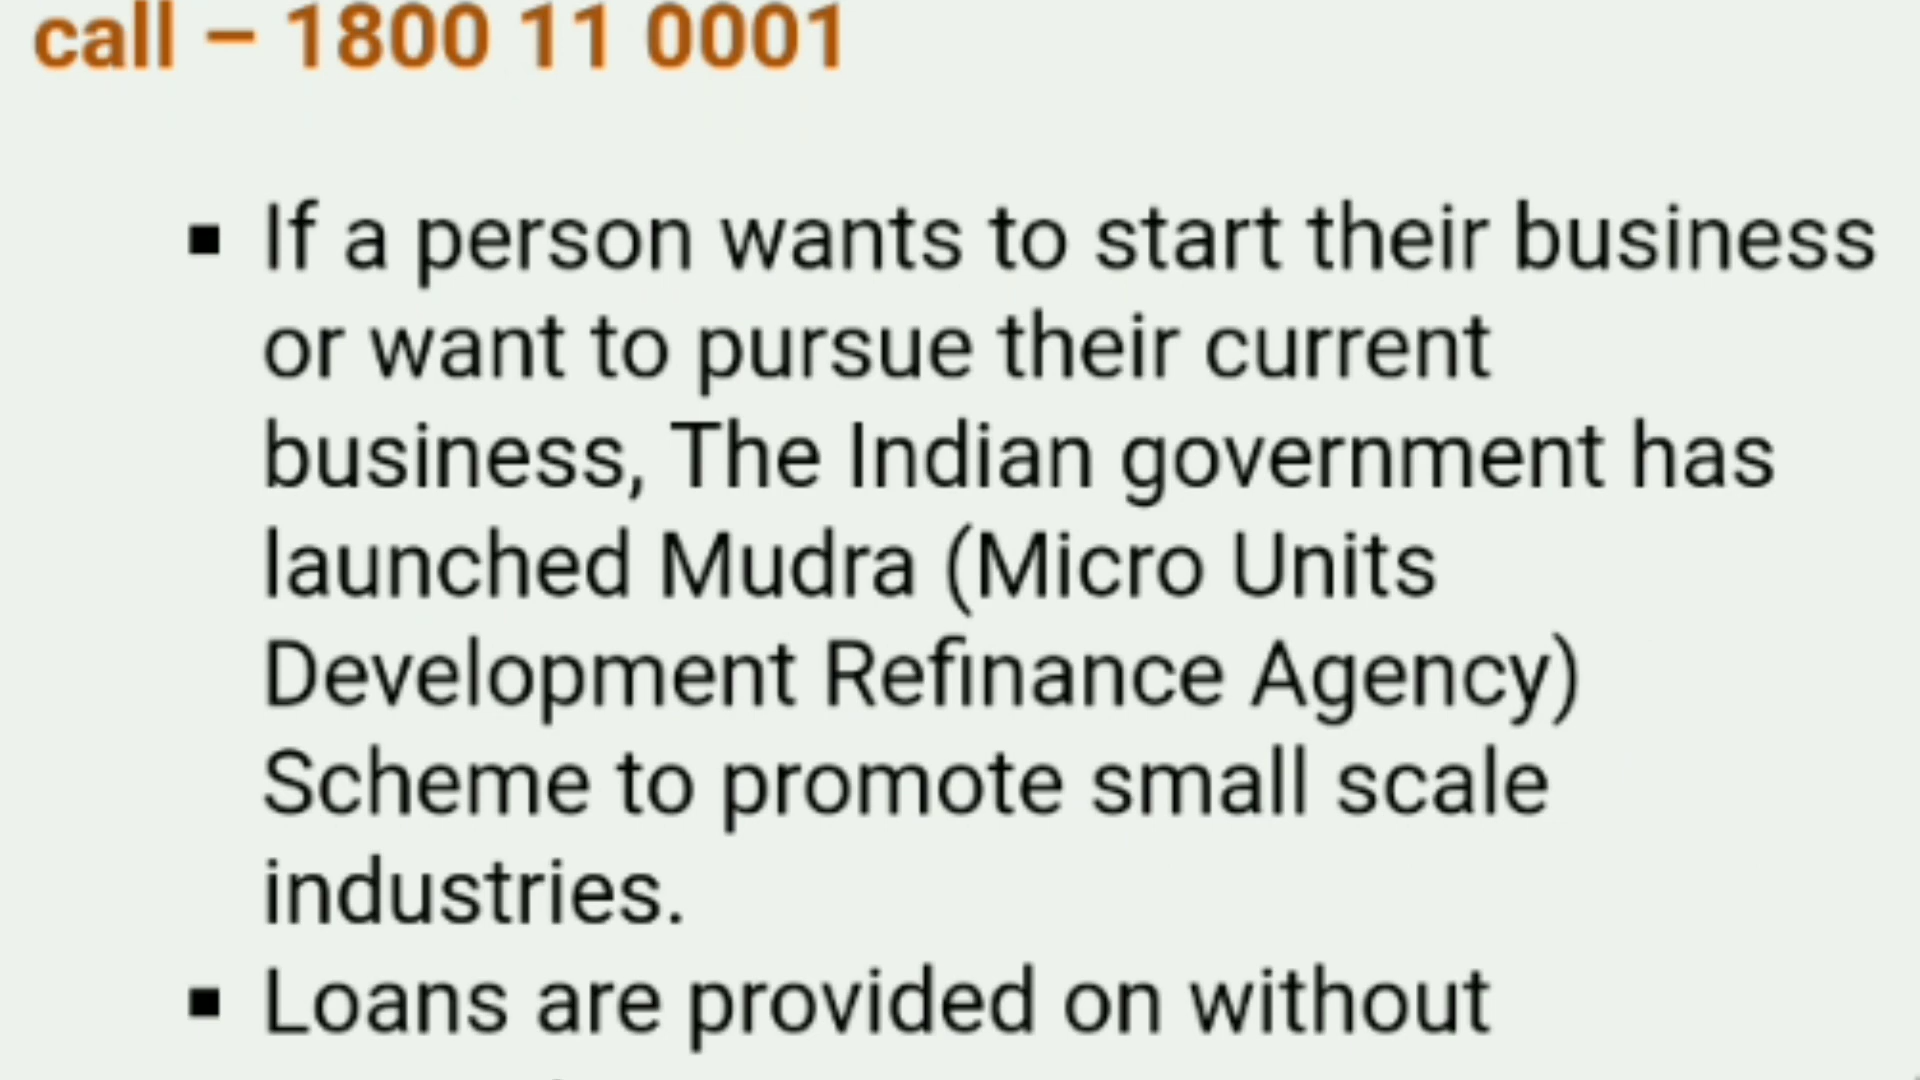 call – 1800 11 0001
▪ If a person wants to start their business
or want to pursue their current
business, The Indian government has
launched Mudra (Micro Units
Development Refinance Agency)
Scheme to promote small scale
industries.
▪ Loans are provided on without